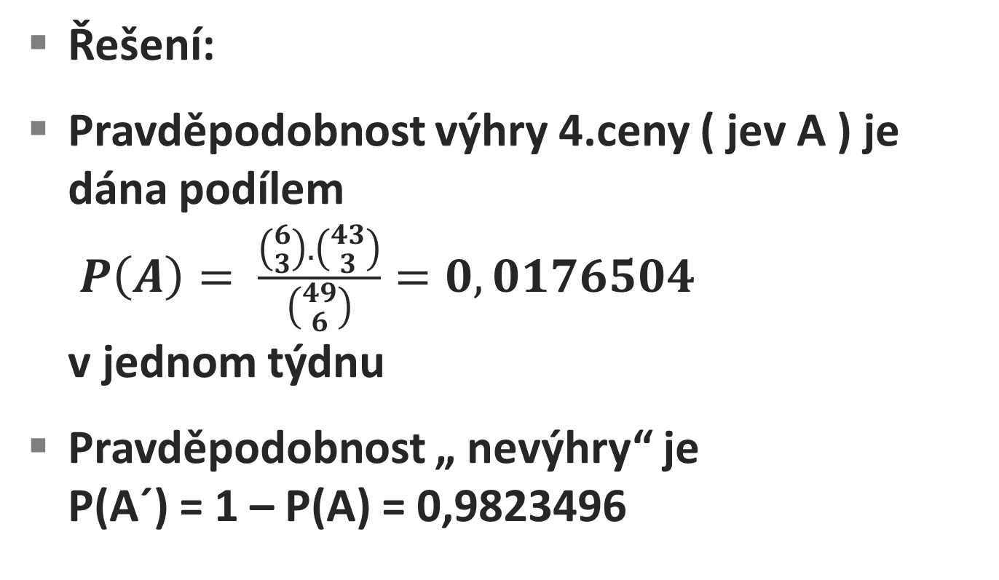 ▪ Řešení:
▪ Pravděpodobnost výhry 4.ceny ( jev A ) je
dána podílem
P(A) = \frac{\binom{6}{3}.\binom{43}{3}}{\binom{49}{6}} = 0,0176504
v jednom týdnu
▪ Pravděpodobnost „ nevýhry“ je
P(A´) = 1 – P(A) = 0,9823496